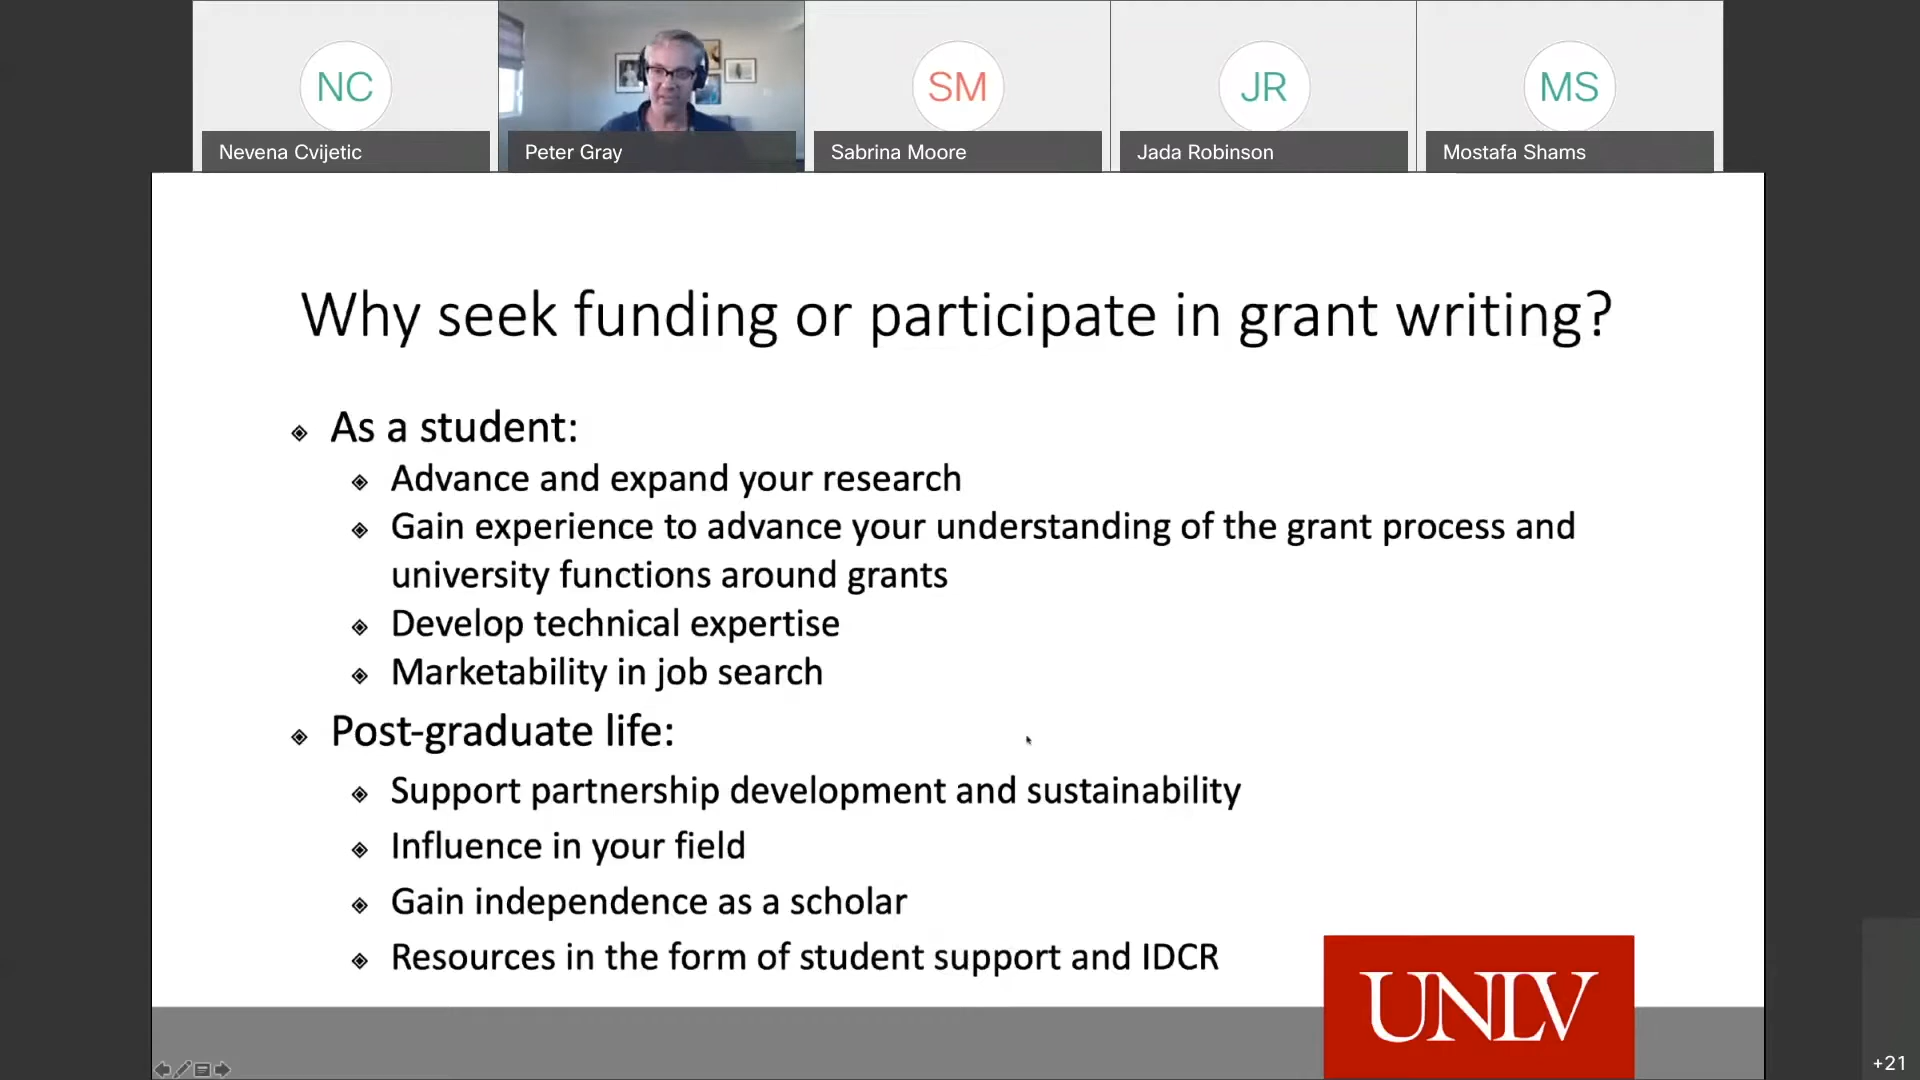 NC
SM
JR
MS
Nevena Cvijetic
Peter Gray
Sabrina Moore
Jada Robinson
Mostafa Shams
Why seek funding or participate in grant writing?
As a student:
Advance and expand your research
Gain experience to advance your understanding of the grant process and
university functions around grants
Develop technical expertise
Marketability in job search
Post-graduate life:
Support partnership development and sustainability
Influence in your field
Gain independence as a scholar
Resources in the form of student support and IDCR
UNLV
+21